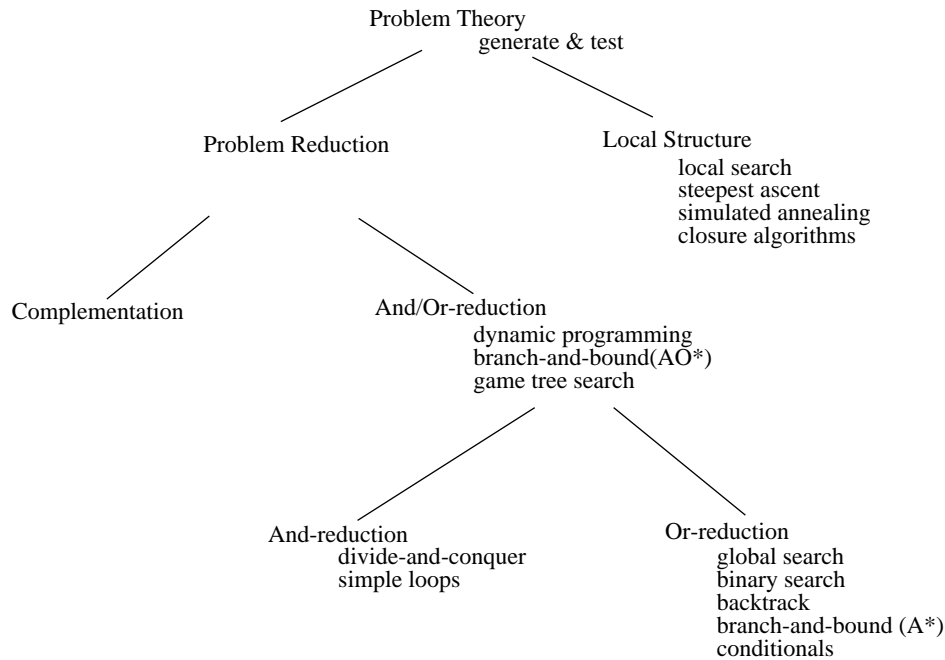 Problem Theory
generate & test
Problem Reduction
Local Structure
local search
steepest ascent
simulated annealing
closure algorithms
Complementation
And/Or-reduction
dynamic programming
branch-and-bound(AO*)
game tree search
And-reduction
divide-and-conquer
simple loops
Or-reduction
global search
binary search
backtrack
branch-and-bound (A*)
conditionals